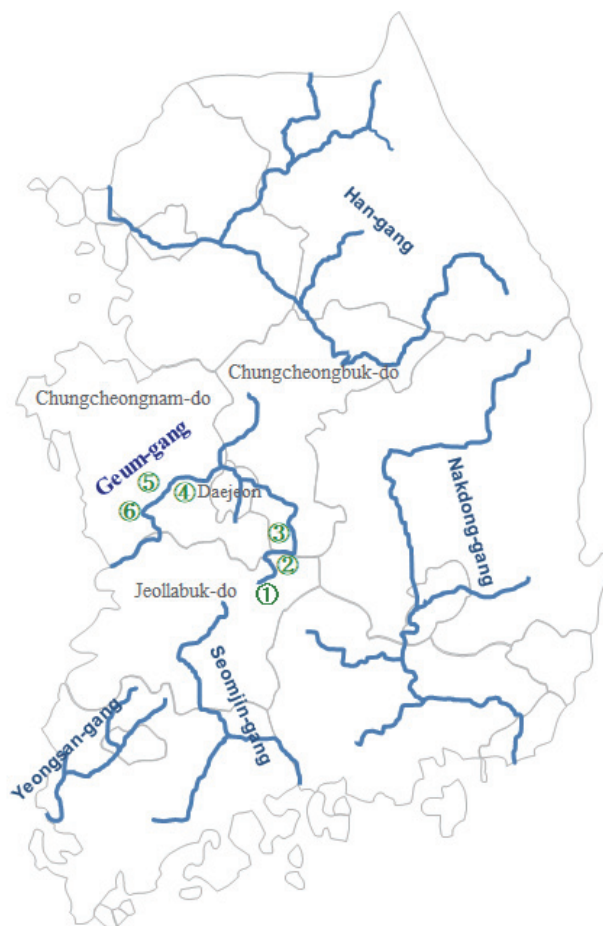 Han-gang
Chungcheongbuk-do
Chungcheongnam-do
Geum-gang
⑤
④
Daejeon
⑥
③
②
Jeollabuk-do
①
Nakdong-gang
Seomjin-gang
Yeongsan-gang